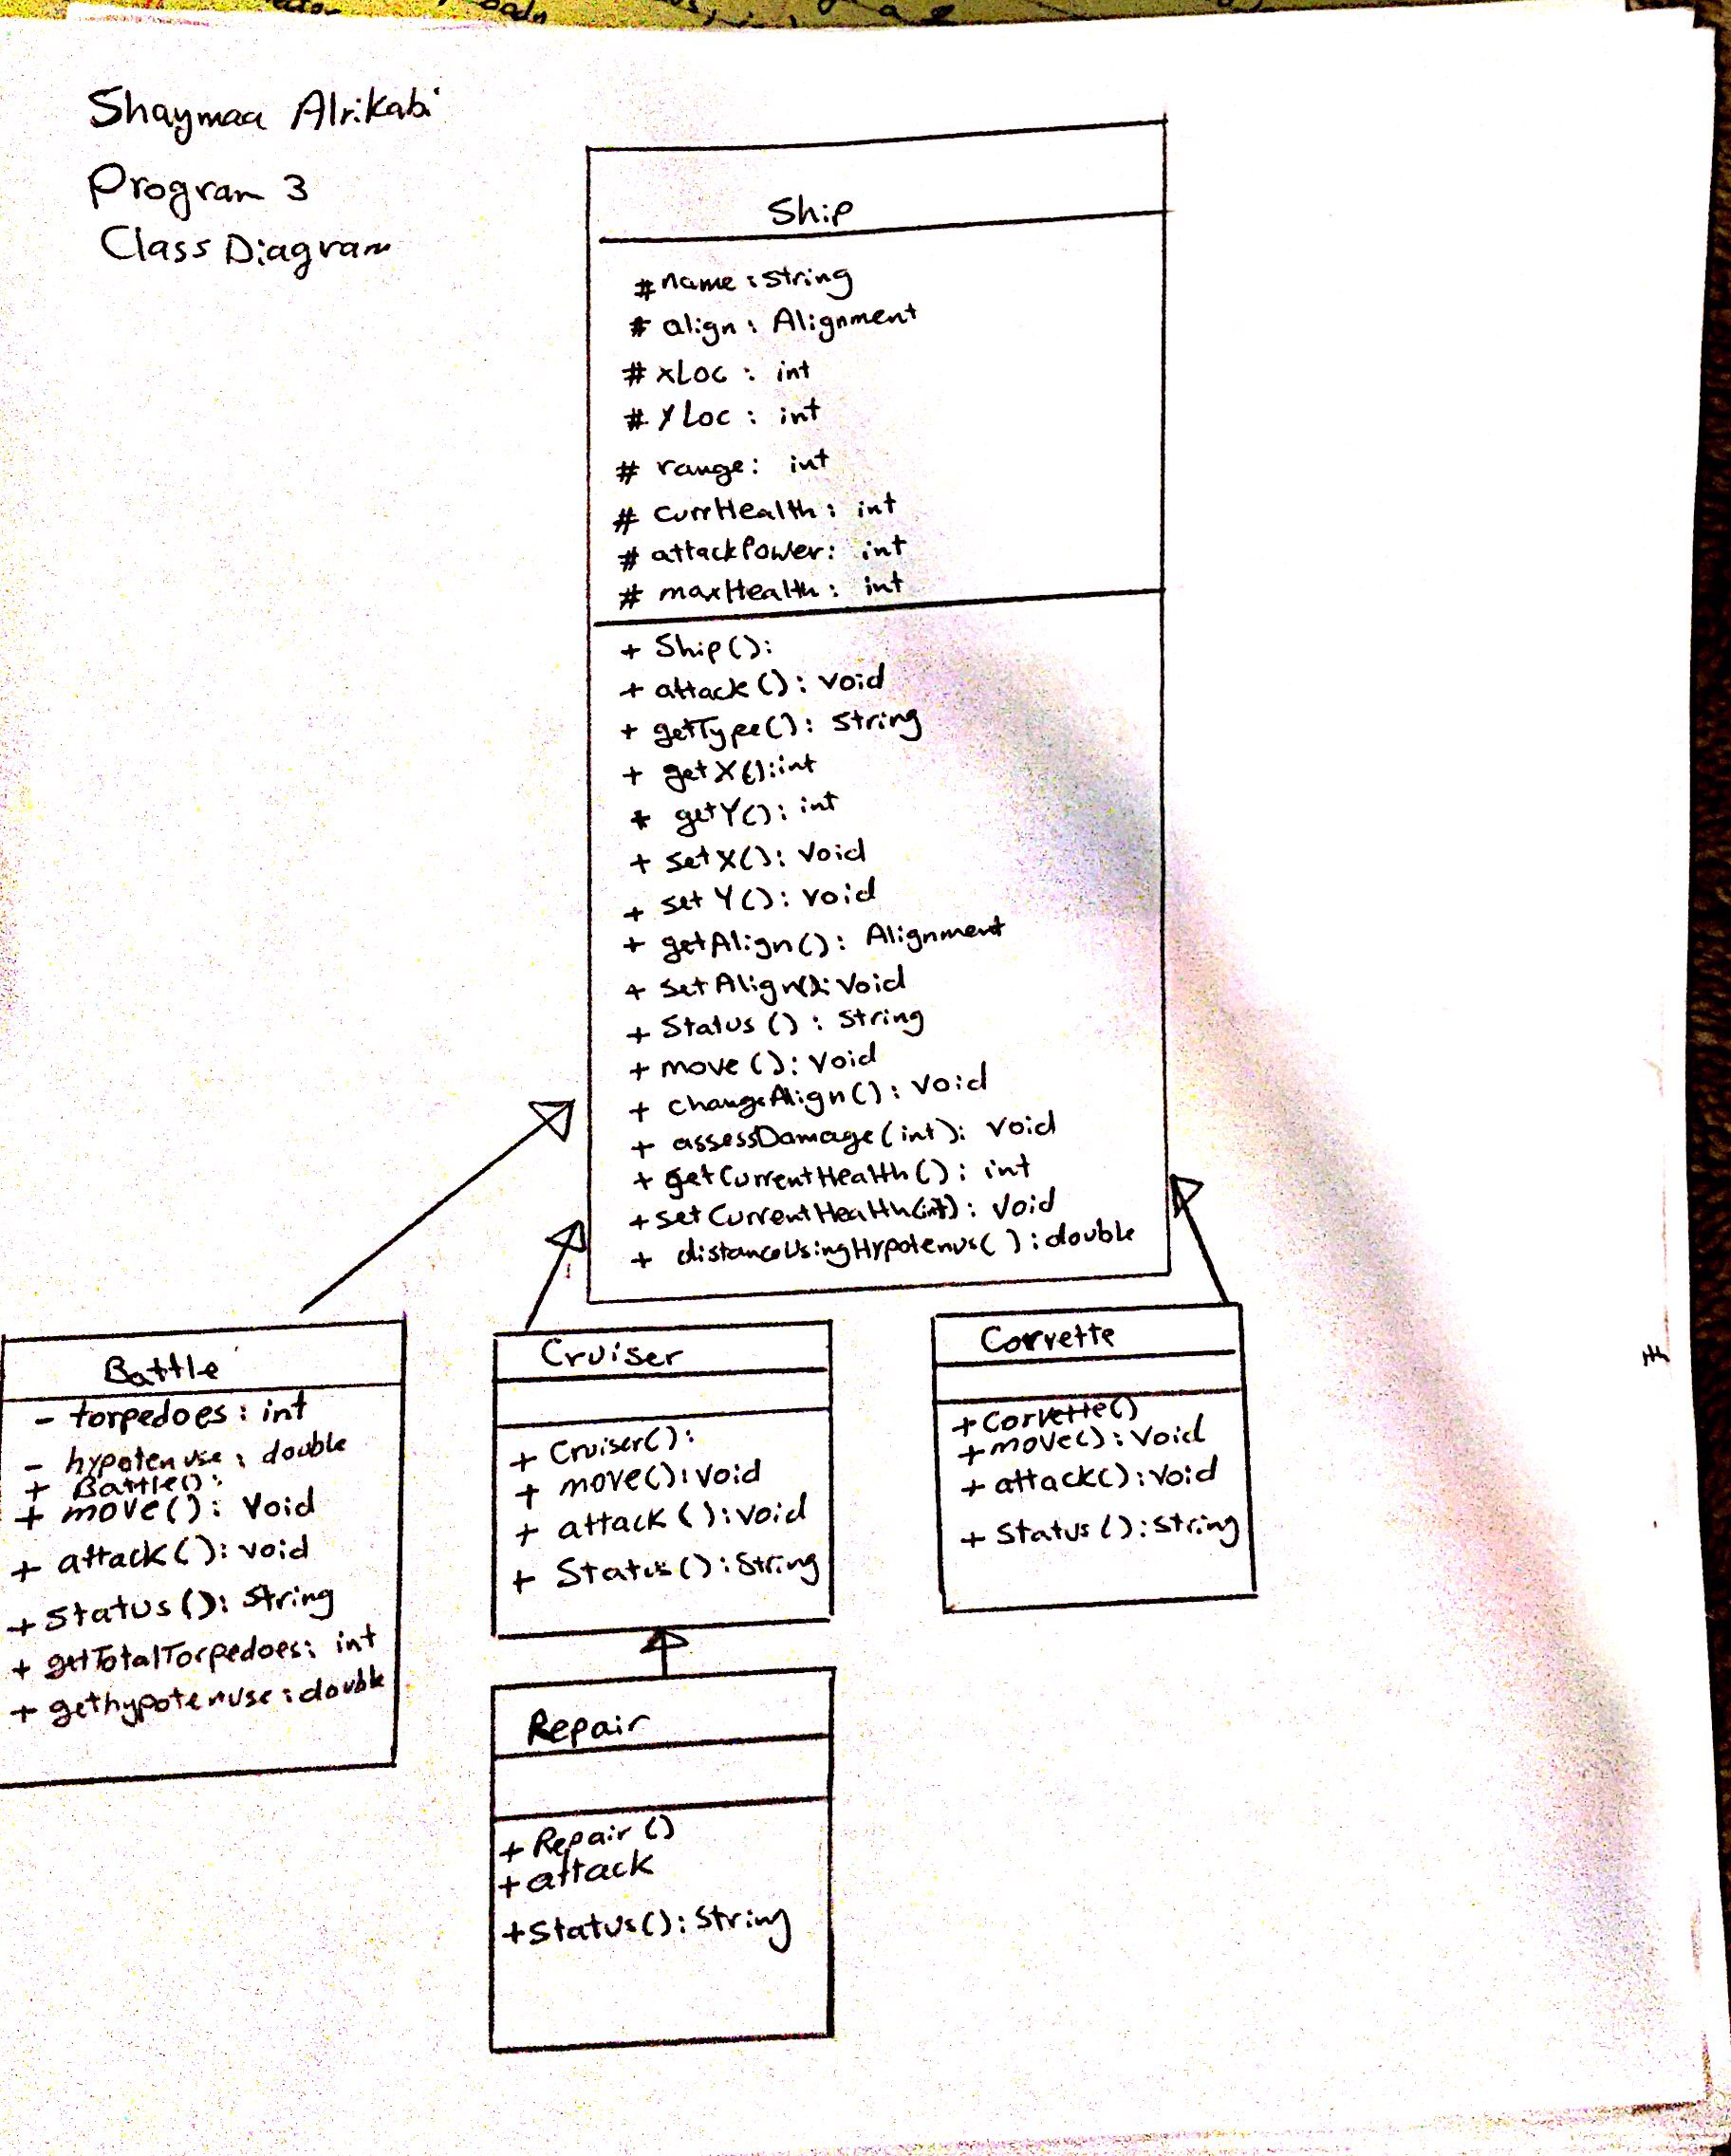 Shaymaa Alrikabi
Program 3
Class Diagram
Ship
# name : String
# align : Alignment
# xLoc : int
# yLoc : int
# range : int
# currHealth : int
# attackPower : int
# maxHealth : int
+ Ship():
+ attack() : void
+ getType() : String
+ getX() : int
+ getY() : int
+ setX() : void
+ setY() : void
+ getAlign() : Alignment
+ setAlign() : void
+ Status() : String
+ move() : void
+ changeAlign() : void
+ assessDamage(int) : void
+ getCurrentHealth() : int
+ setCurrentHealth(int) : void
+ distanceUsingHypotenus( ) : double
Battle
- torpedoes : int
- hypotenuse : double
+ Battle():
+ move() : void
+ attack() : void
+ Status() : String
+ getTotalTorpedoes : int
+ gethypotenuse : double
Cruiser
+ Cruiser():
+ move() : void
+ attack() : void
+ Status() : String
Corvette
+ Corvette()
+ move() : void
+ attack() : void
+ Status() : String
Repair
+ Repair()
+ attack
+ Status() : String